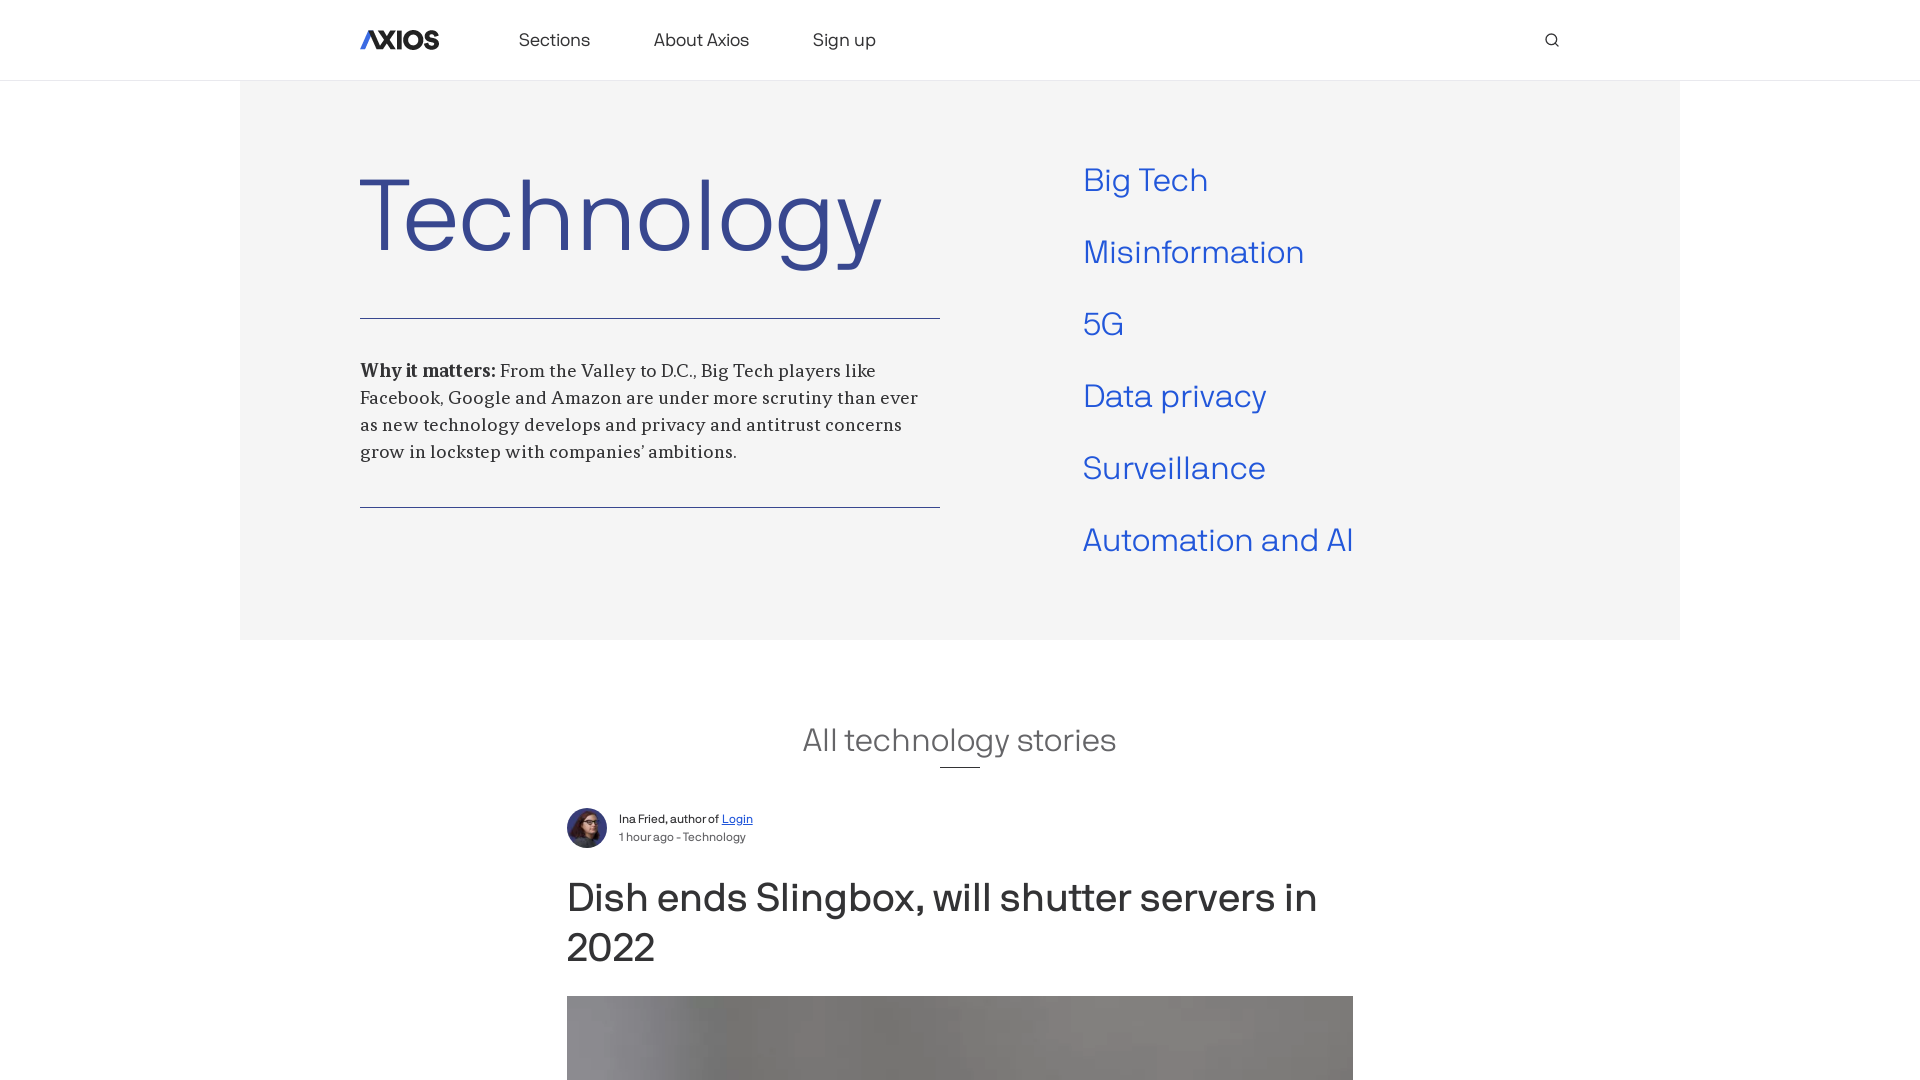 AXIOS
Sections
About Axios
Sign up
Technology
Why it matters: From the Valley to D.C., Big Tech players like
Facebook, Google and Amazon are under more scrutiny than ever
as new technology develops and privacy and antitrust concerns
grow in lockstep with companies’ ambitions.
Big Tech
Misinformation
5G
Data privacy
Surveillance
Automation and AI
All technology stories
Ina Fried, author of Login
1 hour ago - Technology
Dish ends Slingbox, will shutter servers in
2022